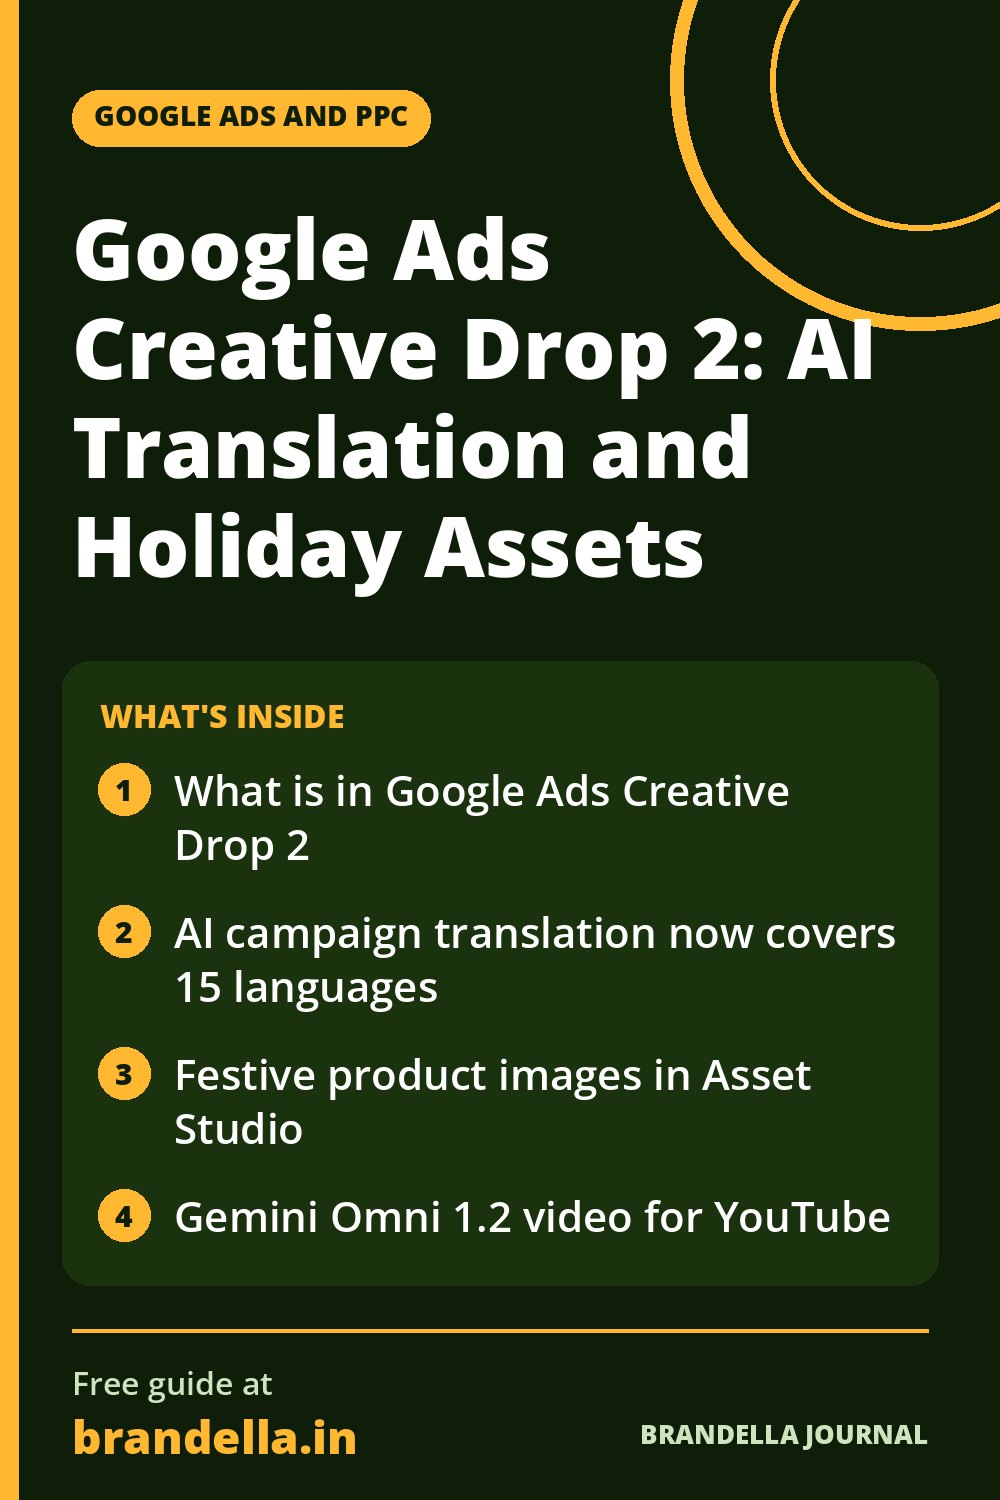 GOOGLE ADS AND PPC
Google Ads
Creative Drop 2: AI
Translation and
Holiday Assets
WHAT'S INSIDE
1 What is in Google Ads Creative
Drop 2
2 AI campaign translation now covers
15 languages
3 Festive product images in Asset
Studio
4 Gemini Omni 1.2 video for YouTube
Free guide at
brandella.in
BRANDELLA JOURNAL